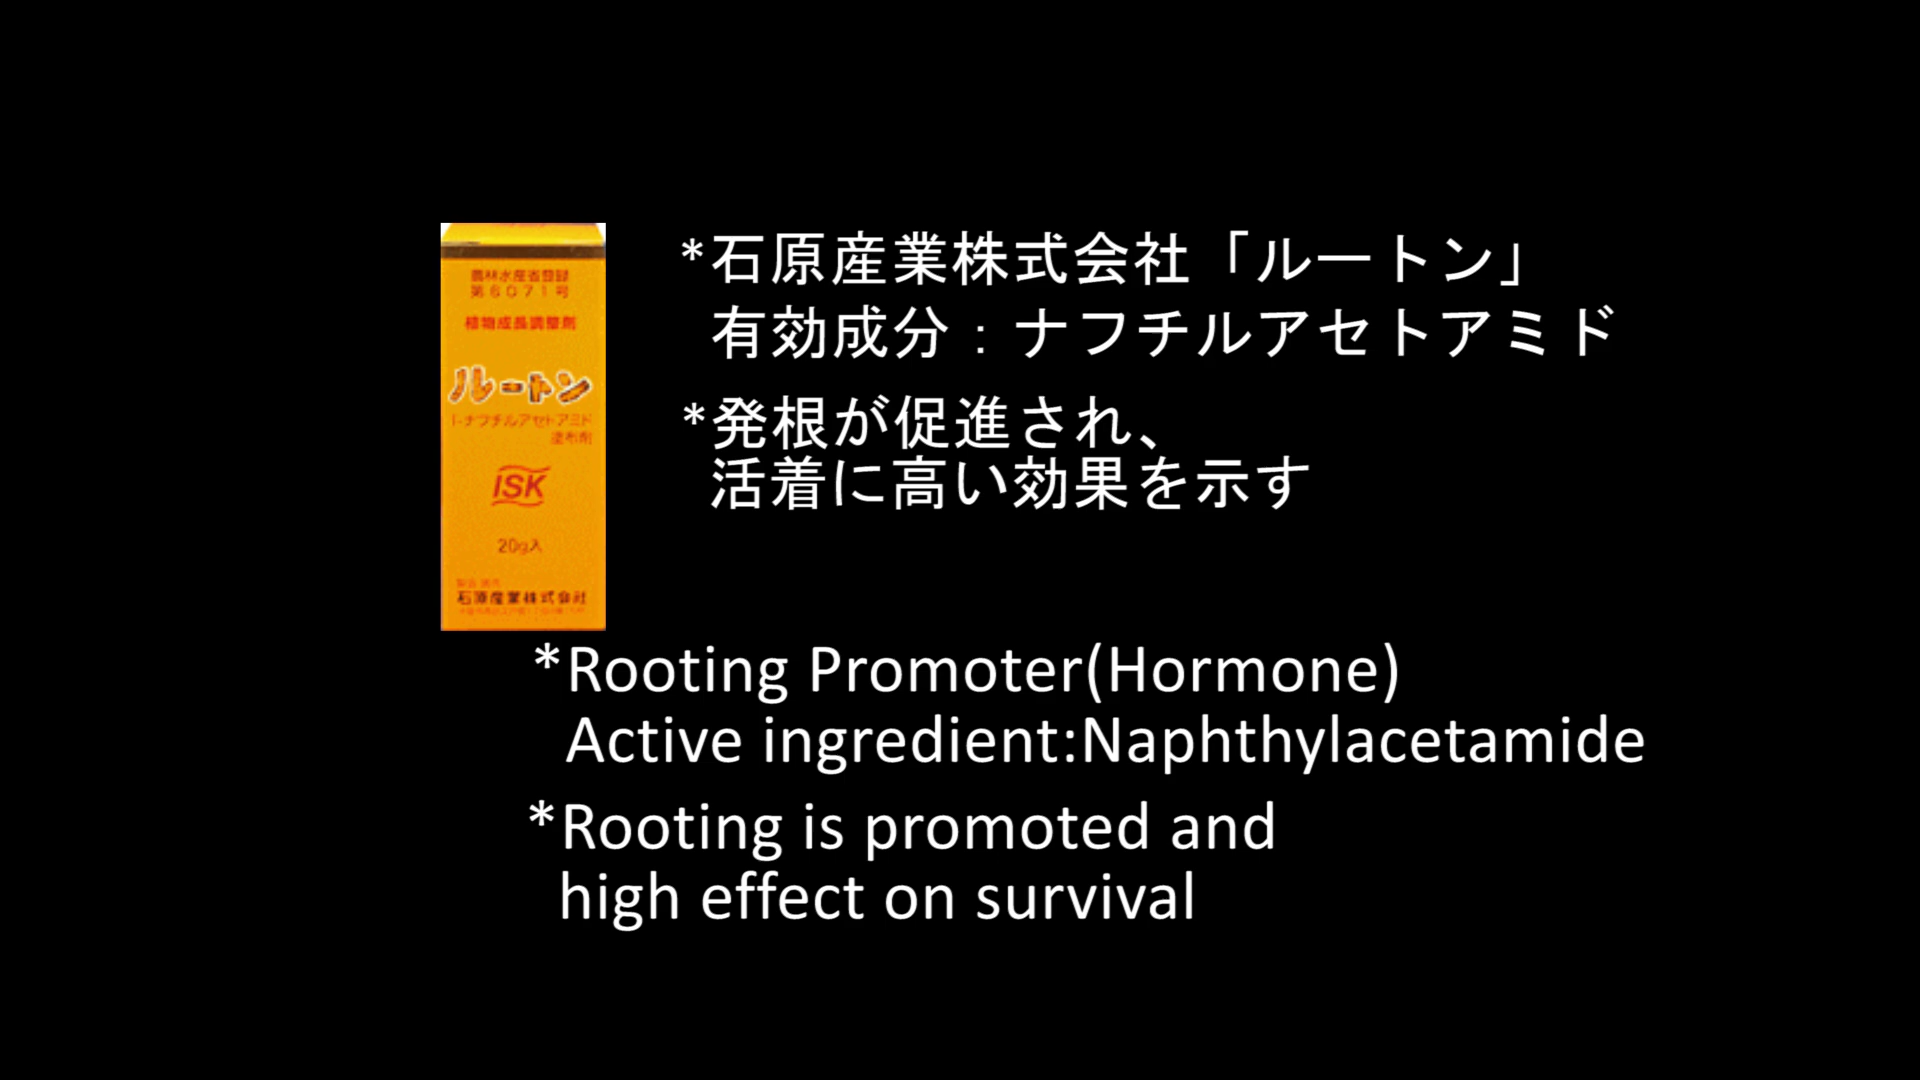 農林水産省登録
第6071号
植物成長調整剤
ルートン
1-ナフチルアセトアミド
塗布剤
ISK
20g入
石原産業株式会社
*石原産業株式会社「ルートン」
有効成分：ナフチルアセトアミド
*発根が促進され、
活着に高い効果を示す
*Rooting Promoter(Hormone)
Active ingredient:Naphthylacetamide
*Rooting is promoted and
high effect on survival